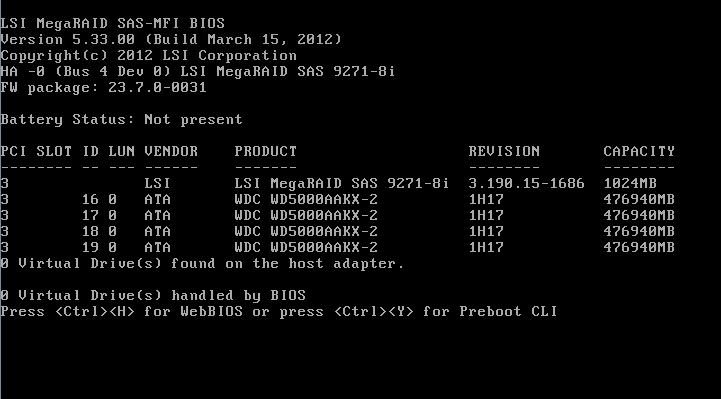 LSI MegaRAID SAS-MFI BIOS
Version 5.33.00 (Build March 15, 2012)
Copyright(c) 2012 LSI Corporation
HA -0 (Bus 4 Dev 0) LSI MegaRAID SAS 9271-8i
FW package: 23.7.0-0031
Battery Status: Not present
PCI SLOT ID LUN VENDOR PRODUCT REVISION CAPACITY
-------- -- --- ------ ------- -------- --------
3 LSI LSI MegaRAID SAS 9271-8i 3.190.15-1686 1024MB
3 16 0 ATA WDC WD5000AAKX-2 1H17 476940MB
3 17 0 ATA WDC WD5000AAKX-2 1H17 476940MB
3 18 0 ATA WDC WD5000AAKX-2 1H17 476940MB
3 19 0 ATA WDC WD5000AAKX-2 1H17 476940MB
0 Virtual Drive(s) found on the host adapter.
0 Virtual Drive(s) handled by BIOS
Press <Ctrl><H> for WebBIOS or press <Ctrl><Y> for Preboot CLI